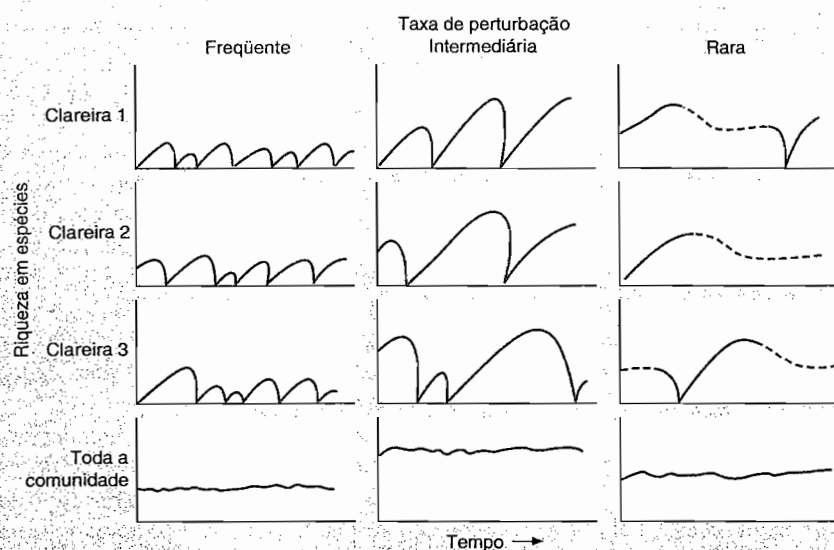 Taxa de perturbação
Freqüente Intermediária Rara
Clareira 1
Clareira 2
Clareira 3
Toda a
comunidade
Riqueza em espécies
Tempo